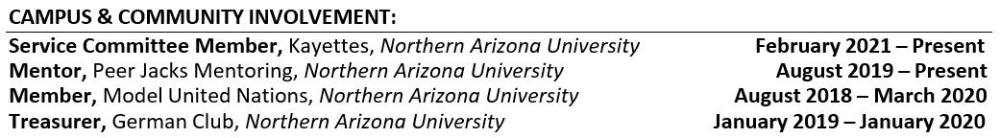 CAMPUS & COMMUNITY INVOLVEMENT:
Service Committee Member, Kayettes, Northern Arizona University February 2021 – Present
Mentor, Peer Jacks Mentoring, Northern Arizona University August 2019 – Present
Member, Model United Nations, Northern Arizona University August 2018 – March 2020
Treasurer, German Club, Northern Arizona University January 2019 – January 2020